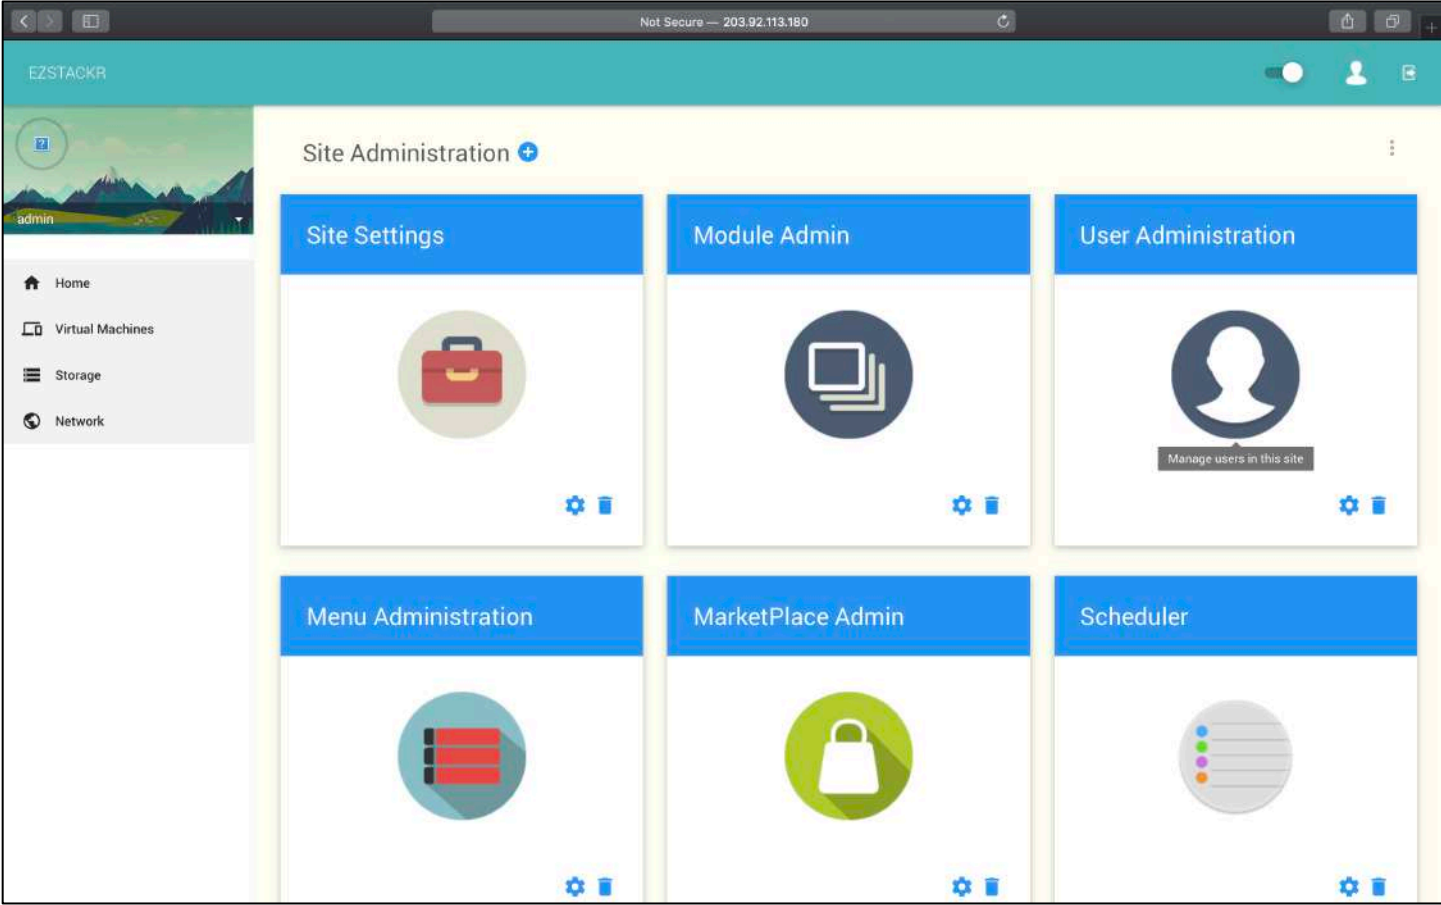 Not Secure — 203.92.113.180
EZSTACKR
admin
Home
Virtual Machines
Storage
Network
Site Administration
Site Settings
Module Admin
User Administration
Manage users in this site
Menu Administration
MarketPlace Admin
Scheduler